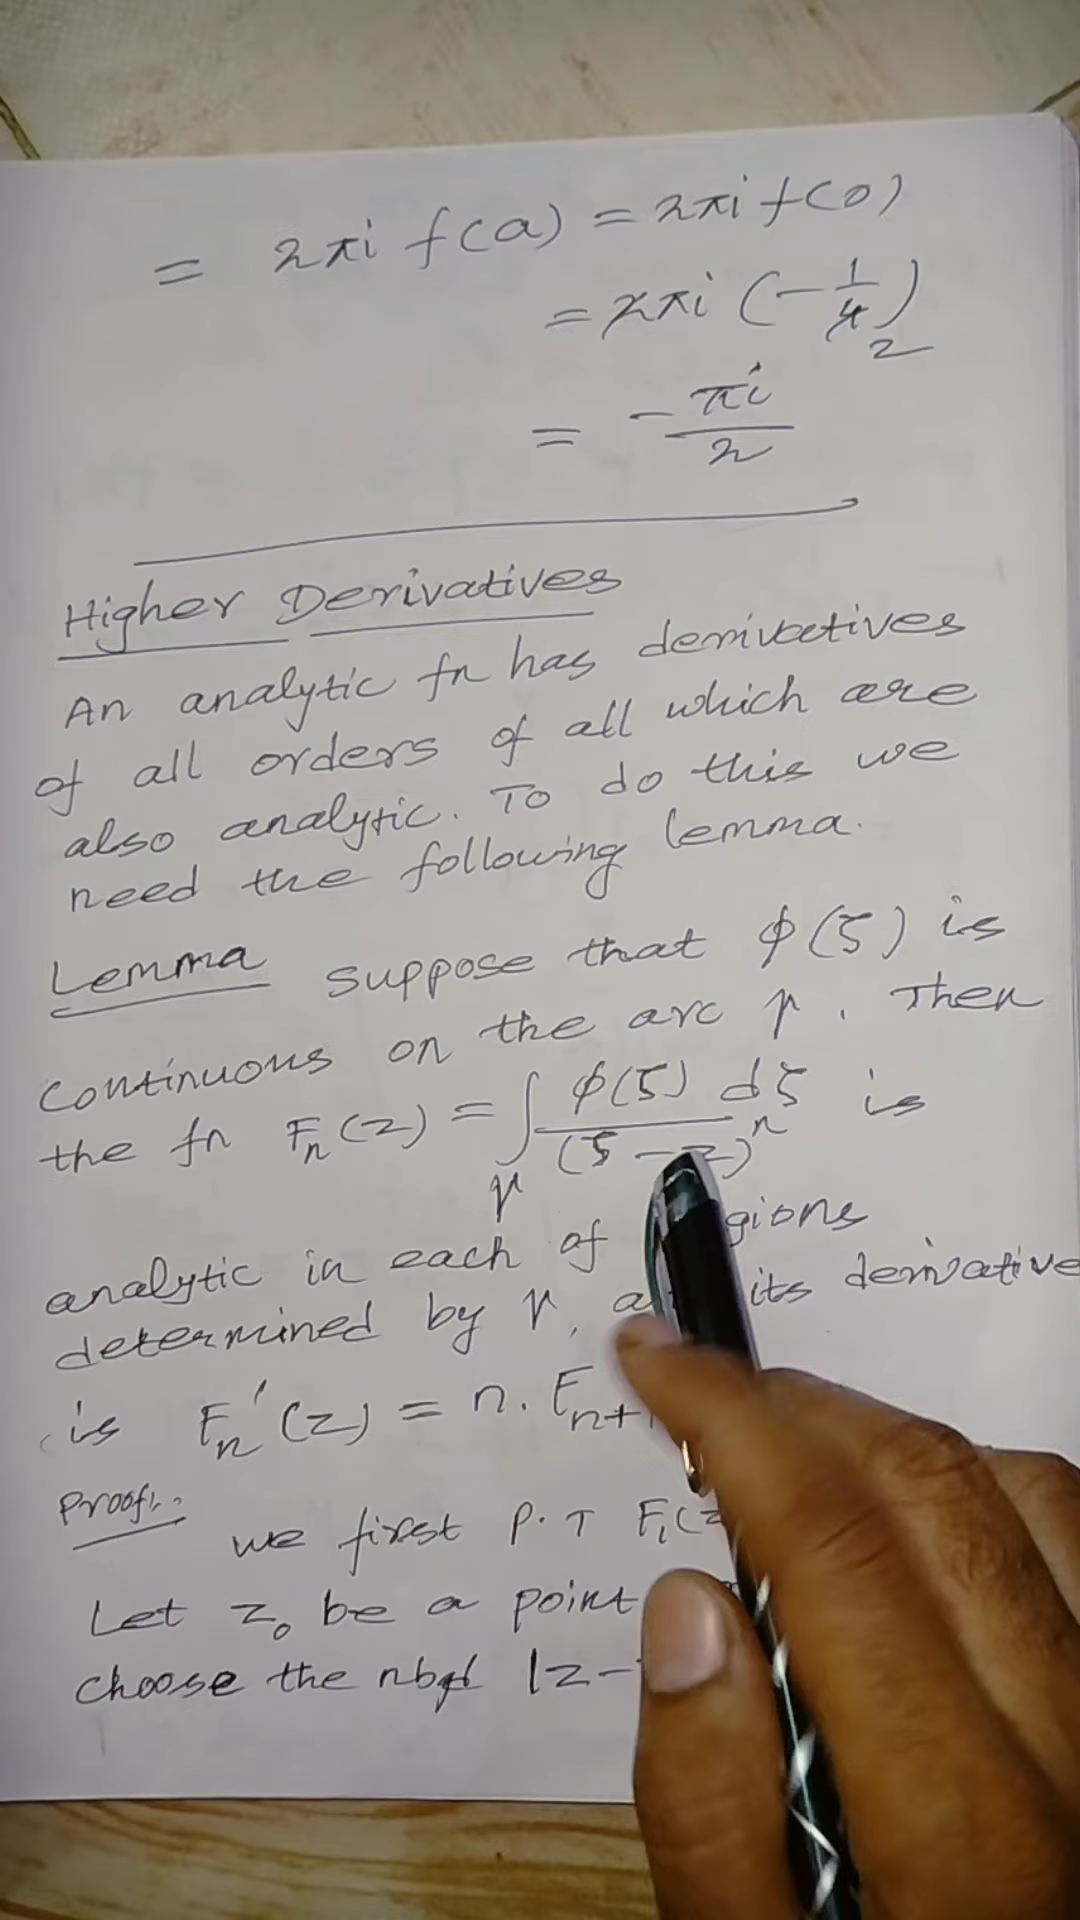 = 2πi f(a) = 2πi f(0)
= 2πi (-1/4) 2
= -πi/2
Higher Derivatives
An analytic fn has derivatives
of all orders of all which are
also analytic. To do this we
need the following lemma.
Lemma Suppose that φ(ζ) is
continuous on the arc γ. Then
the fn Fn(z) = ∫γ φ(ζ) dζ / (ζ - z)^n is
analytic in each of gions
determined by γ, its derivative
is Fn'(z) = n. Fn+1
Proof:-
we first P.T F1(z
Let z0 be a point
choose the nbd |z-